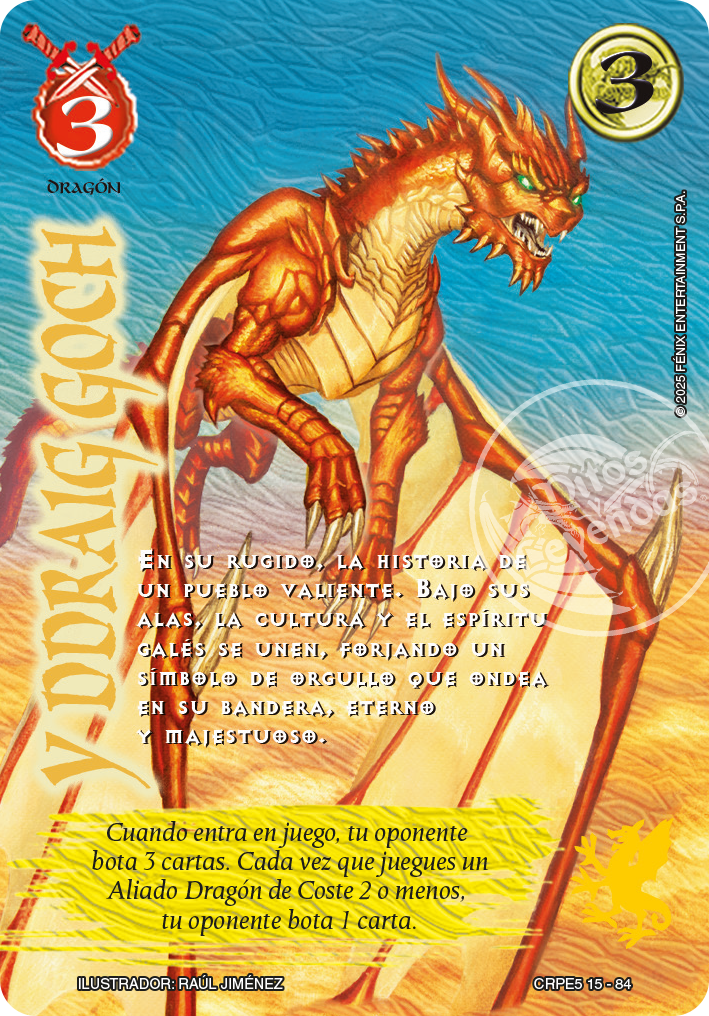 3
DRAGÓN
3
Y DDRAIG GOCH
© 2025 FÉNIX ENTERTAINMENT S.P.A.
Mitos y Leyendas
En su rugido, la historia de
un pueblo valiente. Bajo sus
alas, la cultura y el espíritu
galés se unen, forjando un
símbolo de orgullo que ondea
en su bandera, eterno
y majestuoso.
Cuando entra en juego, tu oponente
bota 3 cartas. Cada vez que juegues un
Aliado Dragón de Coste 2 o menos,
tu oponente bota 1 carta.
ILUSTRADOR: RAÚL JIMÉNEZ
CRPE5 15 - 84